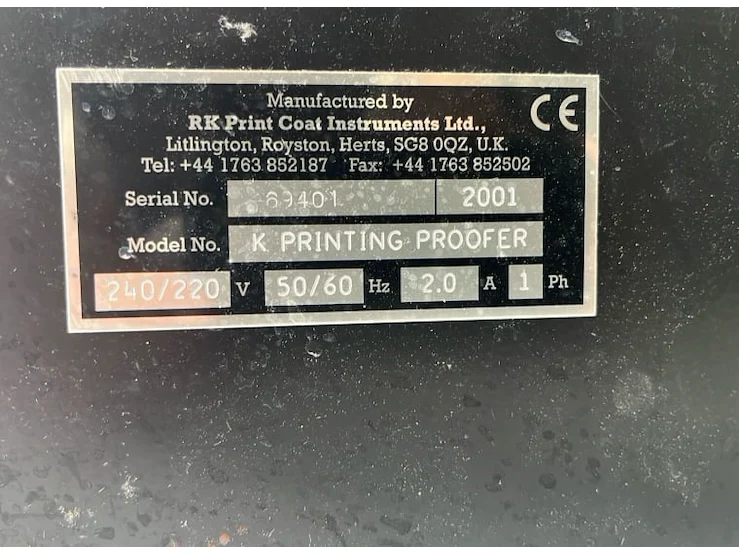 Manufactured by
RK Print Coat Instruments Ltd.,
Litlington, Royston, Herts, SG8 0QZ, U.K.
Tel: +44 1763 852187 Fax: +44 1763 852502
CE
Serial No. 69401 2001
Model No. K PRINTING PROOFER
240/220 V 50/60 Hz 2.0 A 1 Ph